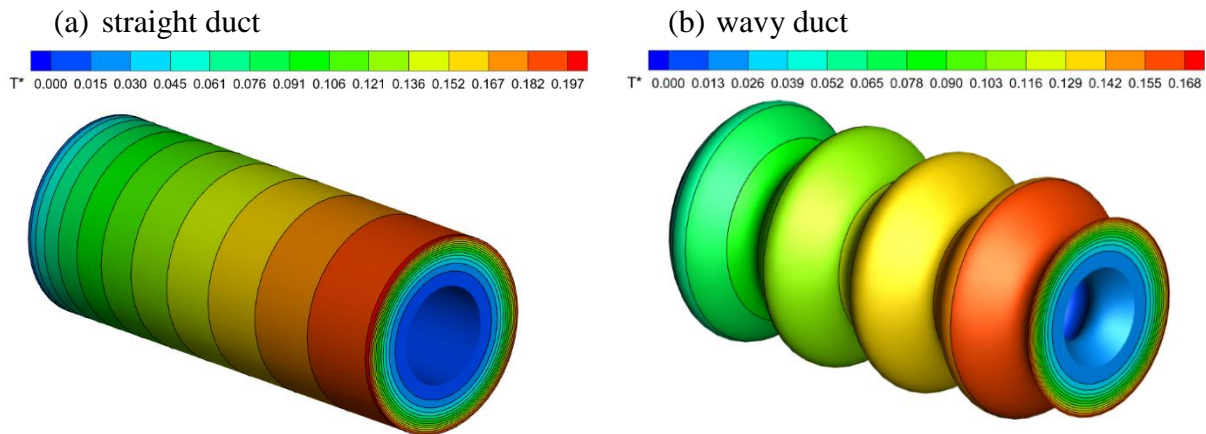 (a) straight duct
(b) wavy duct
T* 0.000 0.015 0.030 0.045 0.061 0.076 0.091 0.106 0.121 0.136 0.152 0.167 0.182 0.197
T* 0.000 0.013 0.026 0.039 0.052 0.065 0.078 0.090 0.103 0.116 0.129 0.142 0.155 0.168